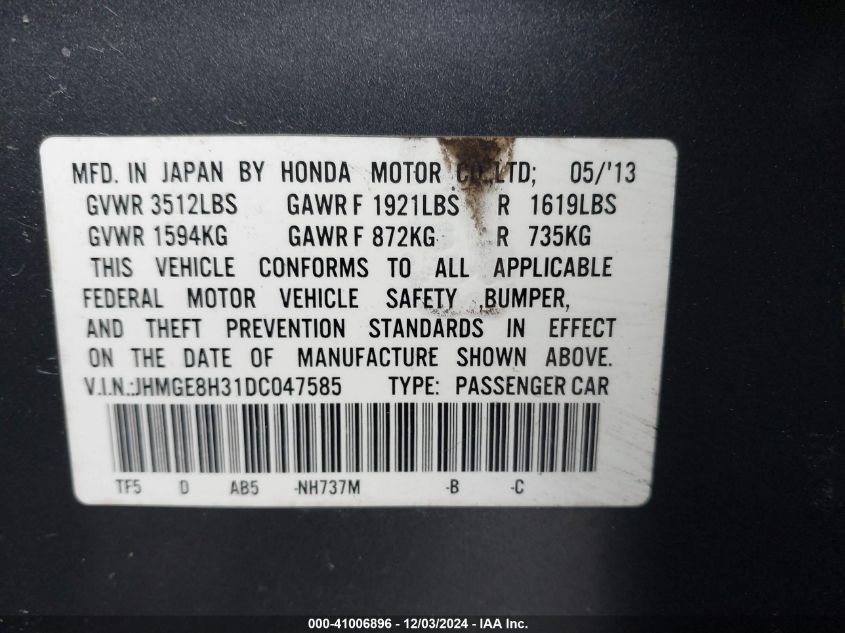 MFD. IN JAPAN BY HONDA MOTOR CO.,LTD; 05/'13
GVWR 3512LBS GAWR F 1921LBS R 1619LBS
GVWR 1594KG GAWR F 872KG R 735KG
THIS VEHICLE CONFORMS TO ALL APPLICABLE
FEDERAL MOTOR VEHICLE SAFETY ,BUMPER,
AND THEFT PREVENTION STANDARDS IN EFFECT
ON THE DATE OF MANUFACTURE SHOWN ABOVE.
V.I.N.:JHMGE8H31DC047585 TYPE: PASSENGER CAR
TF5 D AB5 -NH737M -B -C
000-41006896 - 12/03/2024 - IAA Inc.